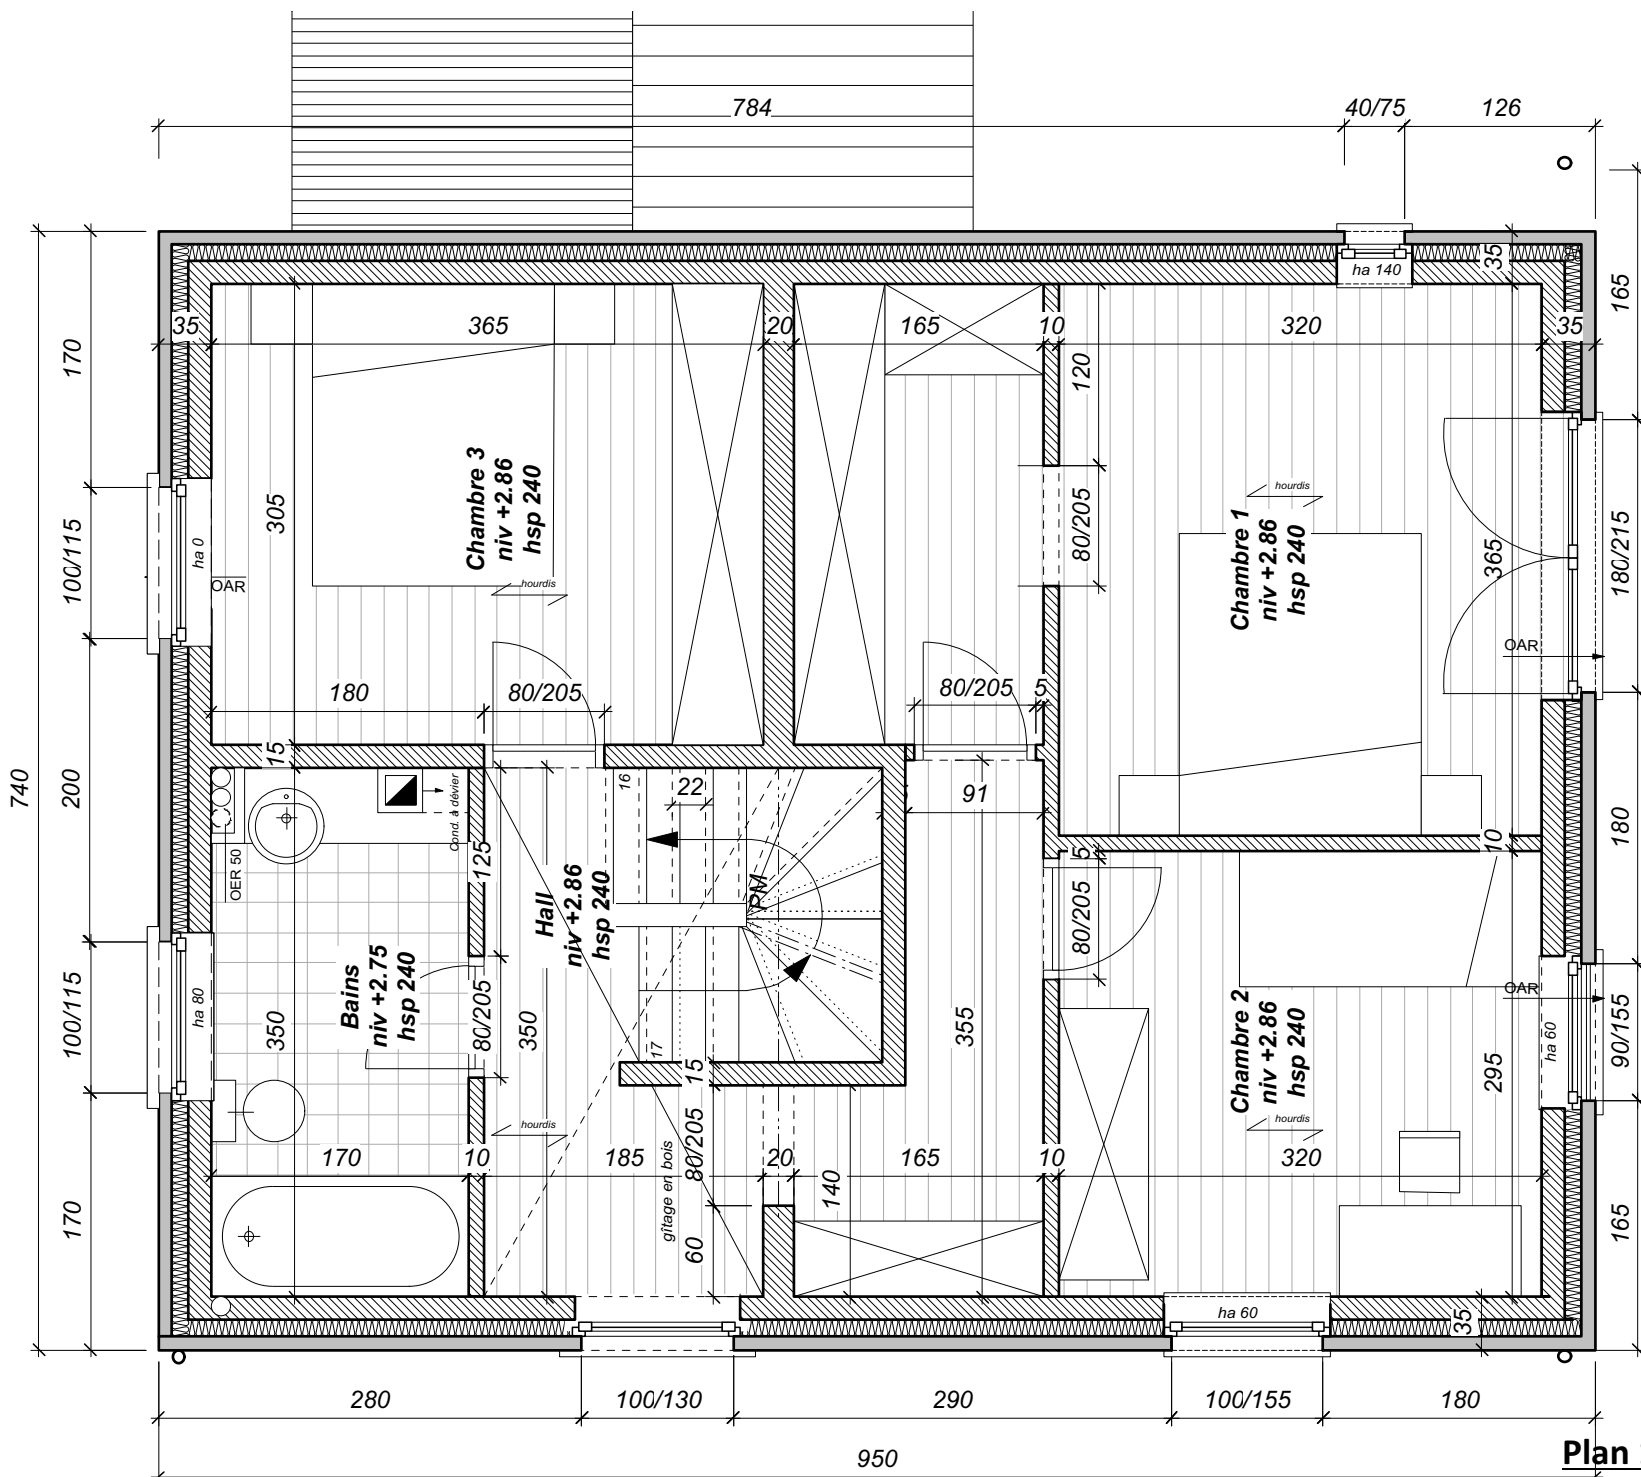 784
40/75
126
35
ha 140
165
35
365
20
165
10
320
35
170
120
305
Chambre 3
niv +2.86
hsp 240
hourdis
80/205
Chambre 1
niv +2.86
hsp 240
hourdis
365
180/215
100/115
ha 0
OAR
OAR
180
80/205
80/205
5
15
740
200
16
22
91
Cond. à dévier
125
10
180
5
OER 50
Hall
niv +2.86
hsp 240
PM
80/205
Bains
niv +2.75
hsp 240
350
80/205
350
355
Chambre 2
niv +2.86
hsp 240
hourdis
OAR
100/115
ha 80
ha 60
90/155
295
17
15
hourdis
80/205
170
10
185
20
165
10
320
gîtage en bois
140
60
170
165
ha 60
35
280
100/130
290
100/155
180
950
Plan